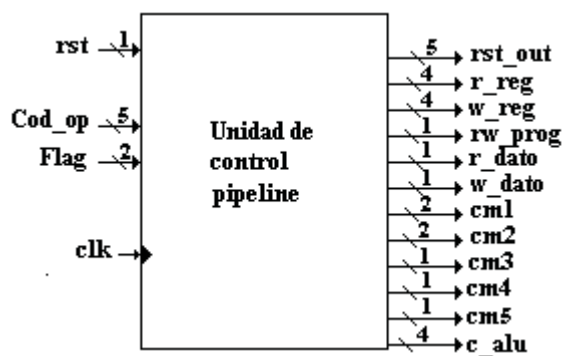 rst 1
Cod_op 5
Flag 2
clk
Unidad de
control
pipeline
5 rst_out
4 r_reg
4 w_reg
1 rw_prog
1 r_dato
1 w_dato
2 cm1
2 cm2
1 cm3
1 cm4
1 cm5
4 c_alu